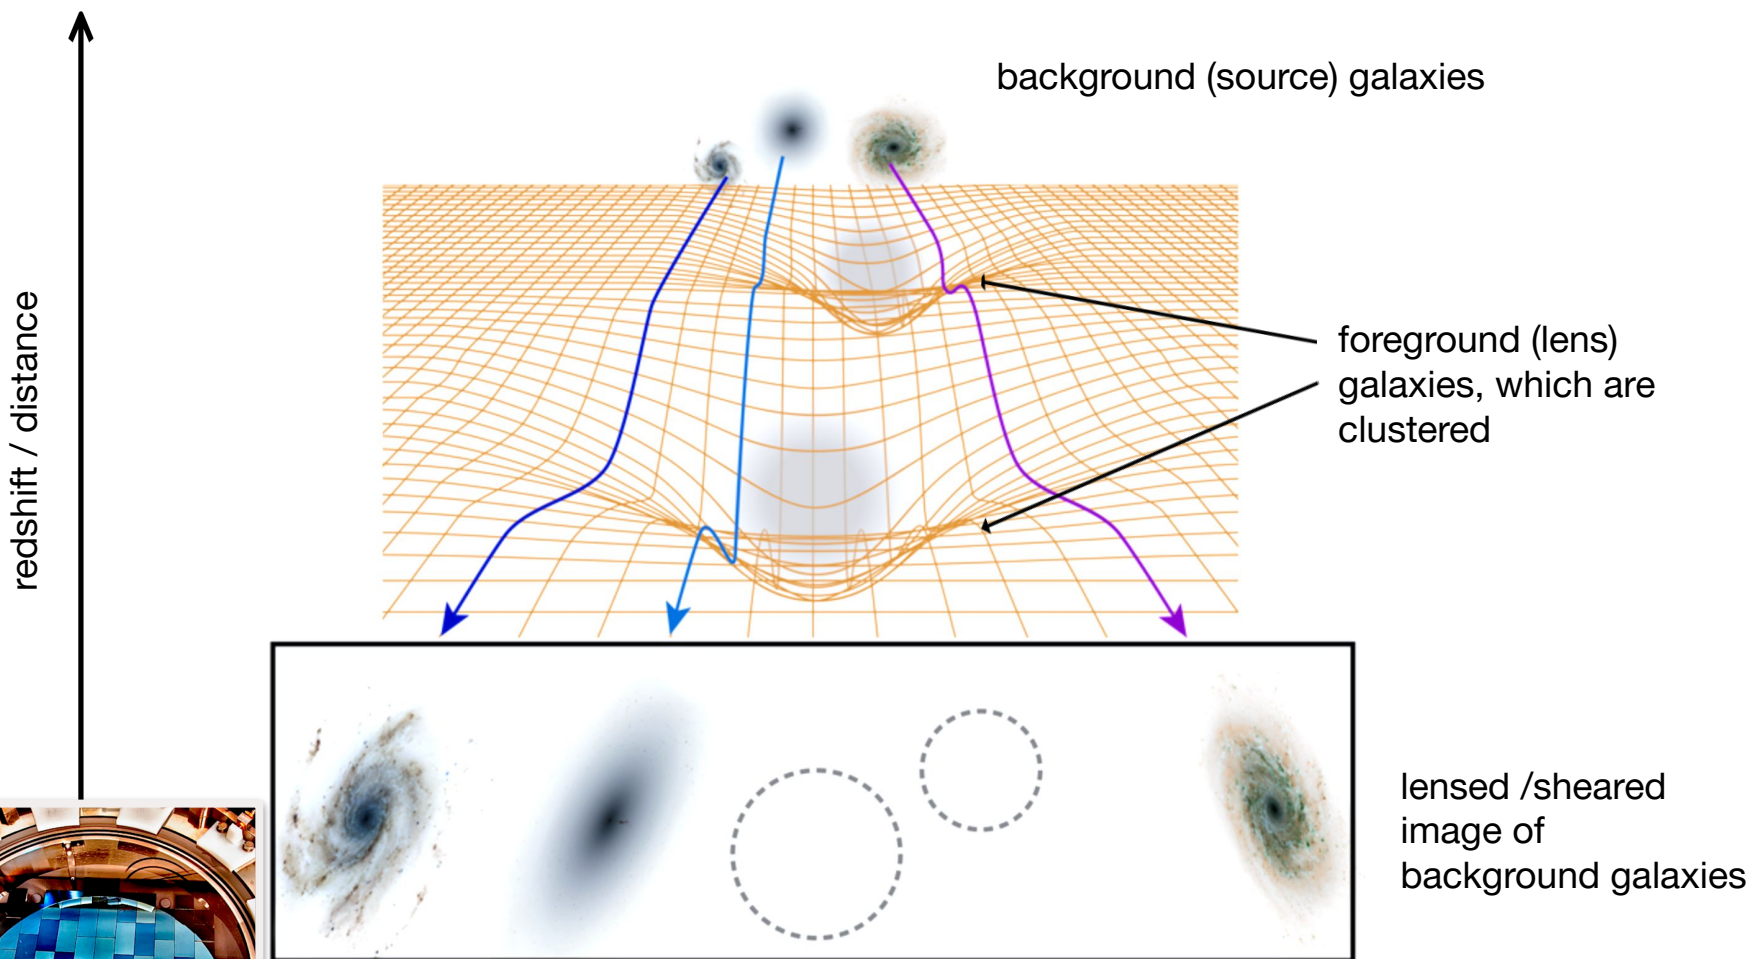 background (source) galaxies
redshift / distance
foreground (lens)
galaxies, which are
clustered
lensed /sheared
image of
background galaxies